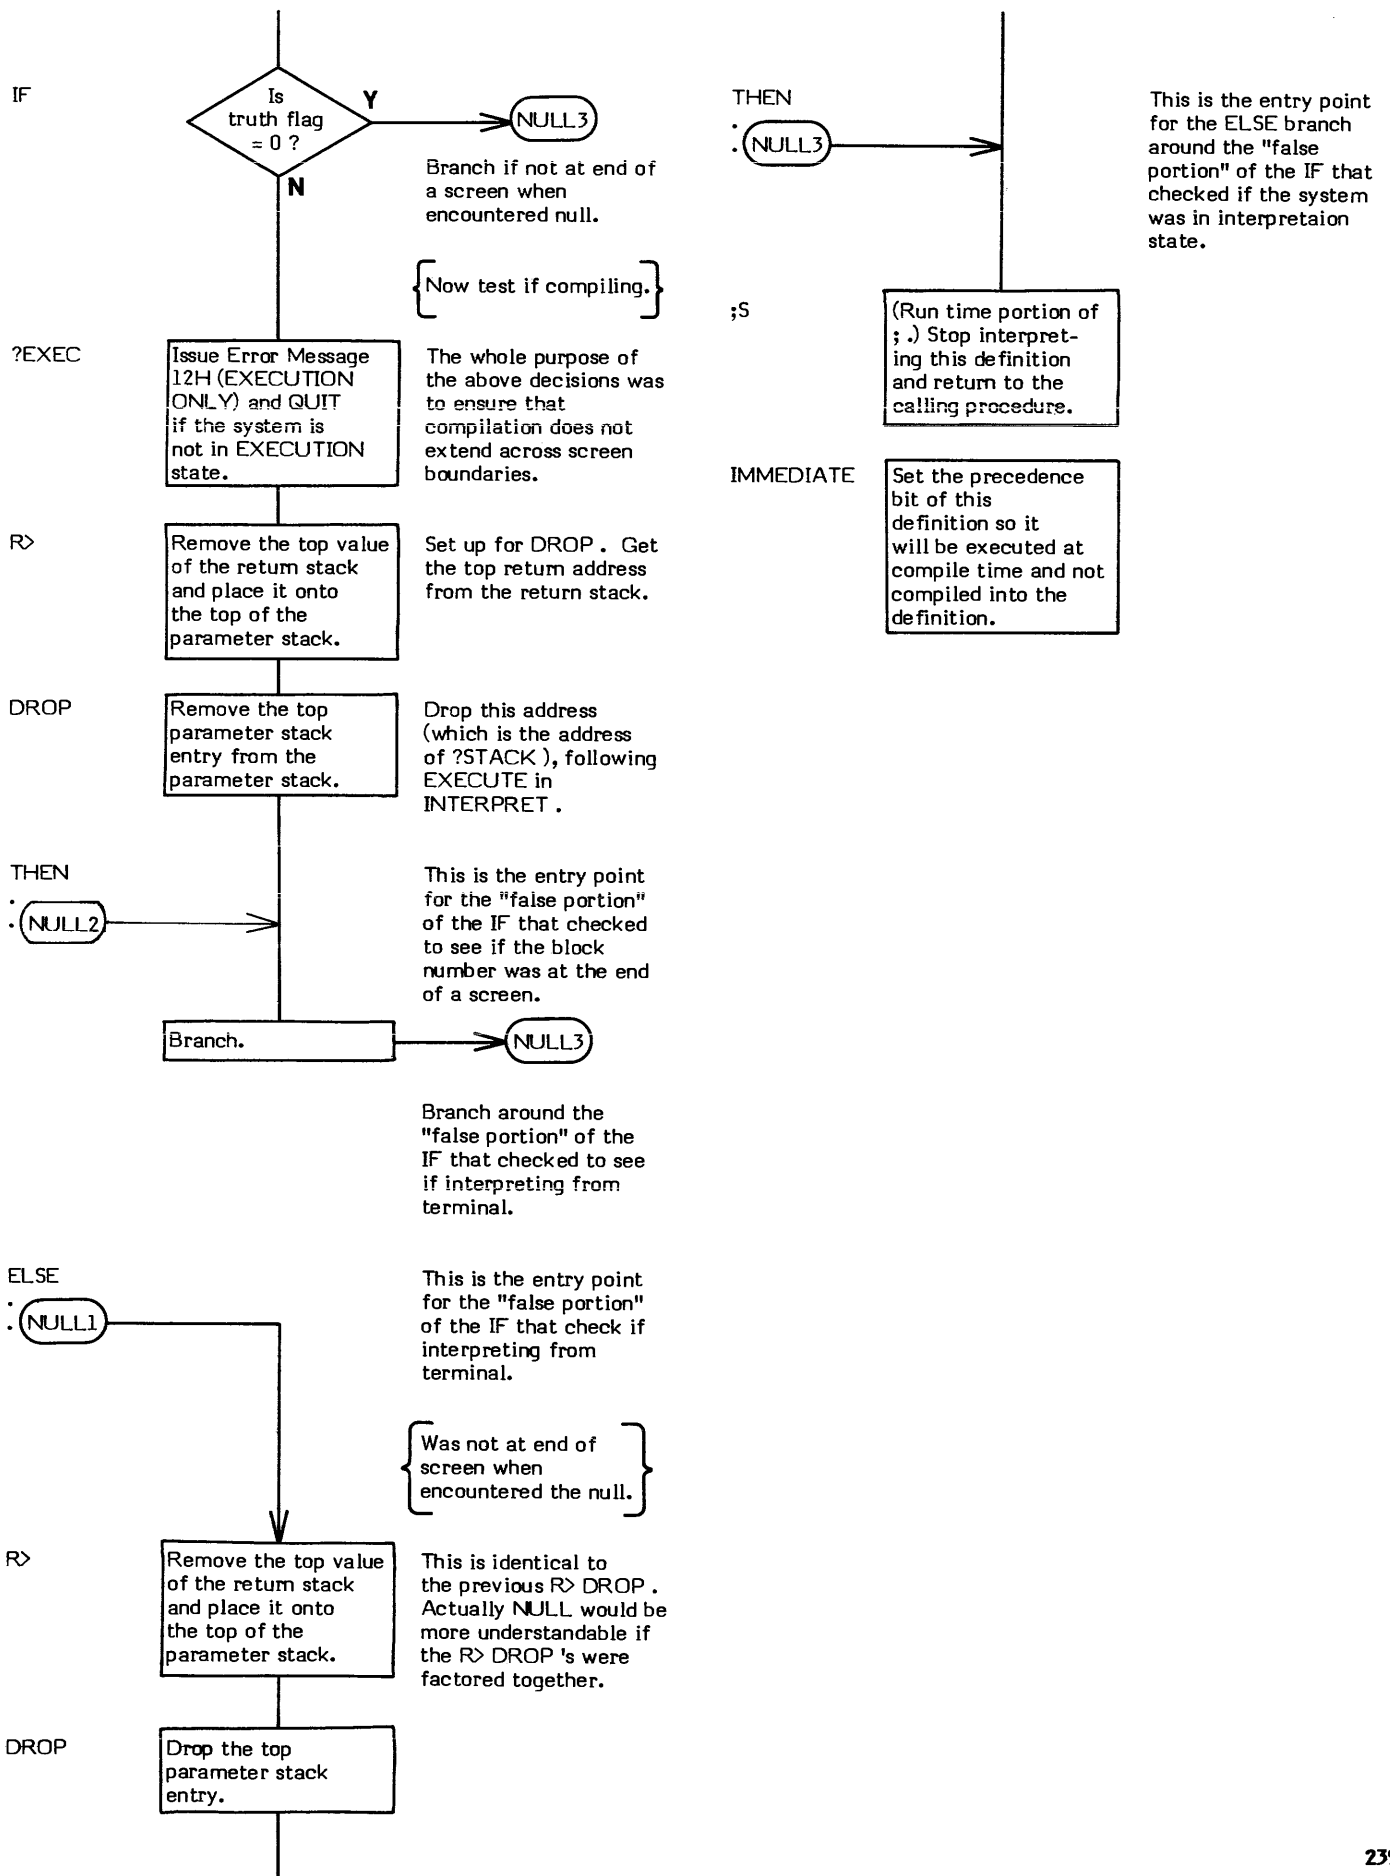 IF
Is
truth flag
= 0 ?
Y
N
NULL3
Branch if not at end of
a screen when
encountered null.
Now test if compiling.
?EXEC
Issue Error Message
12H (EXECUTION
ONLY) and QUIT
if the system is
not in EXECUTION
state.
The whole purpose of
the above decisions was
to ensure that
compilation does not
extend across screen
boundaries.
R>
Remove the top value
of the return stack
and place it onto
the top of the
parameter stack.
Set up for DROP . Get
the top return address
from the return stack.
DROP
Remove the top
parameter stack
entry from the
parameter stack.
Drop this address
(which is the address
of ?STACK ), following
EXECUTE in
INTERPRET .
THEN
: NULL2
This is the entry point
for the "false portion"
of the IF that checked
to see if the block
number was at the end
of a screen.
Branch.
NULL3
Branch around the
"false portion" of the
IF that checked to see
if interpreting from
terminal.
ELSE
: NULL1
This is the entry point
for the "false portion"
of the IF that check if
interpreting from
terminal.
Was not at end of
screen when
encountered the null.
R>
Remove the top value
of the return stack
and place it onto
the top of the
parameter stack.
This is identical to
the previous R> DROP .
Actually NULL would be
more understandable if
the R> DROP 's were
factored together.
DROP
Drop the top
parameter stack
entry.
THEN
: NULL3
This is the entry point
for the ELSE branch
around the "false
portion" of the IF that
checked if the system
was in interpretaion
state.
;S
(Run time portion of
; .) Stop interpret-
ing this definition
and return to the
calling procedure.
IMMEDIATE
Set the precedence
bit of this
definition so it
will be executed at
compile time and not
compiled into the
definition.